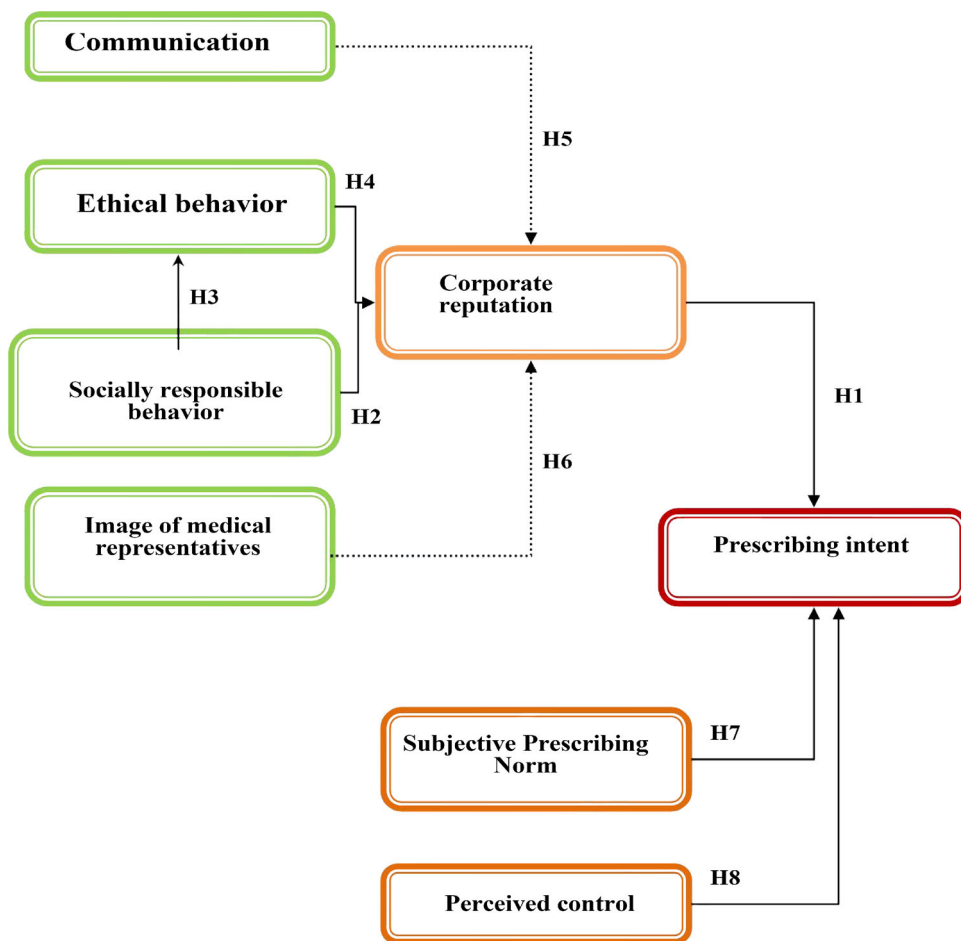 Communication
H5
H4
Ethical behavior
Corporate
reputation
H3
Socially responsible
behavior
H2
H1
H6
Image of medical
representatives
Prescribing intent
Subjective Prescribing
Norm
H7
H8
Perceived control